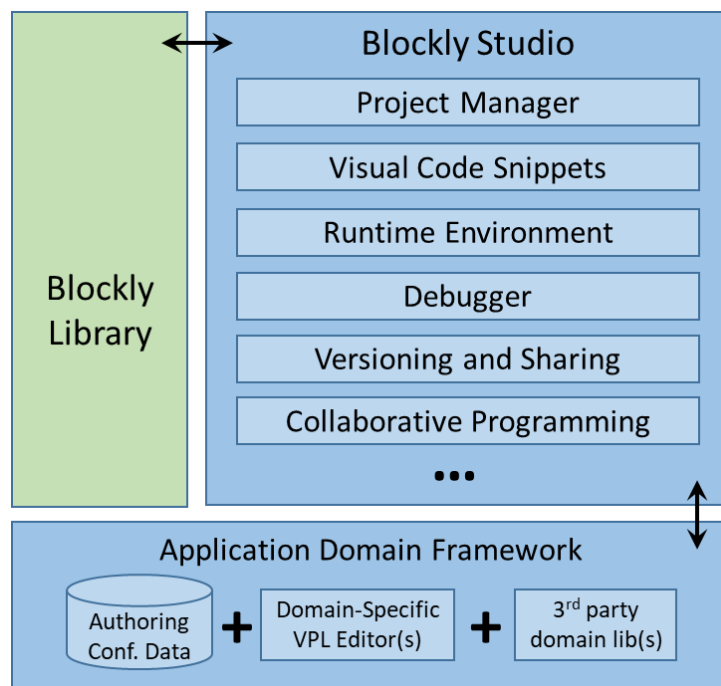 Blockly Studio
Project Manager
Visual Code Snippets
Runtime Environment
Debugger
Versioning and Sharing
Collaborative Programming
...
Blockly
Library
Application Domain Framework
Authoring
Conf. Data
+
Domain-Specific
VPL Editor(s)
+
3rd party
domain lib(s)